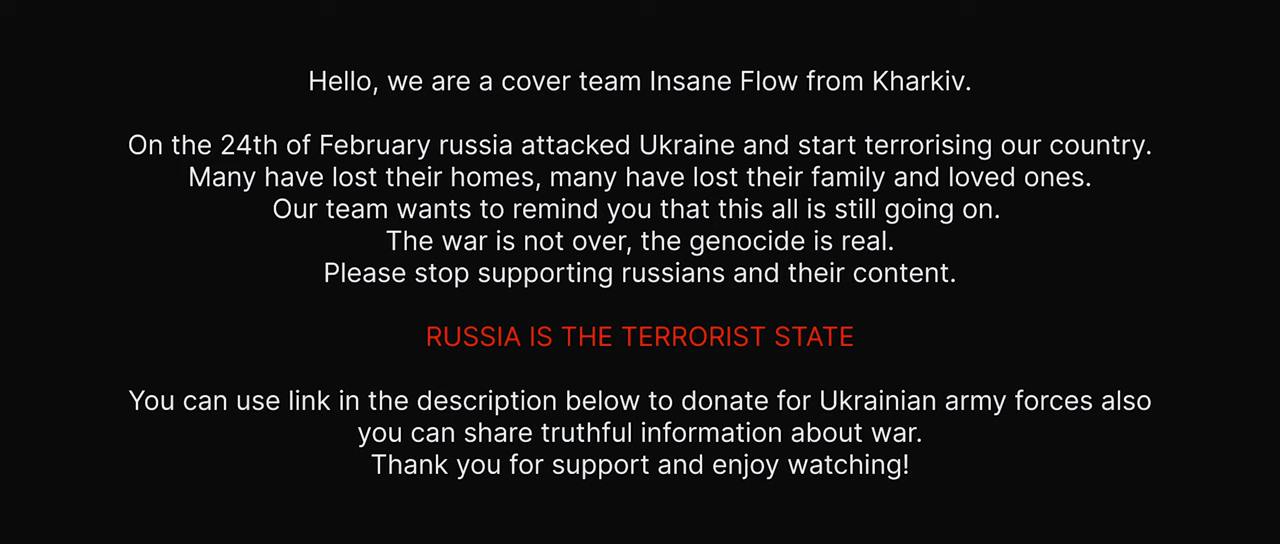 Hello, we are a cover team Insane Flow from Kharkiv.
On the 24th of February russia attacked Ukraine and start terrorising our country.
Many have lost their homes, many have lost their family and loved ones.
Our team wants to remind you that this all is still going on.
The war is not over, the genocide is real.
Please stop supporting russians and their content.
RUSSIA IS THE TERRORIST STATE
You can use link in the description below to donate for Ukrainian army forces also
you can share truthful information about war.
Thank you for support and enjoy watching!